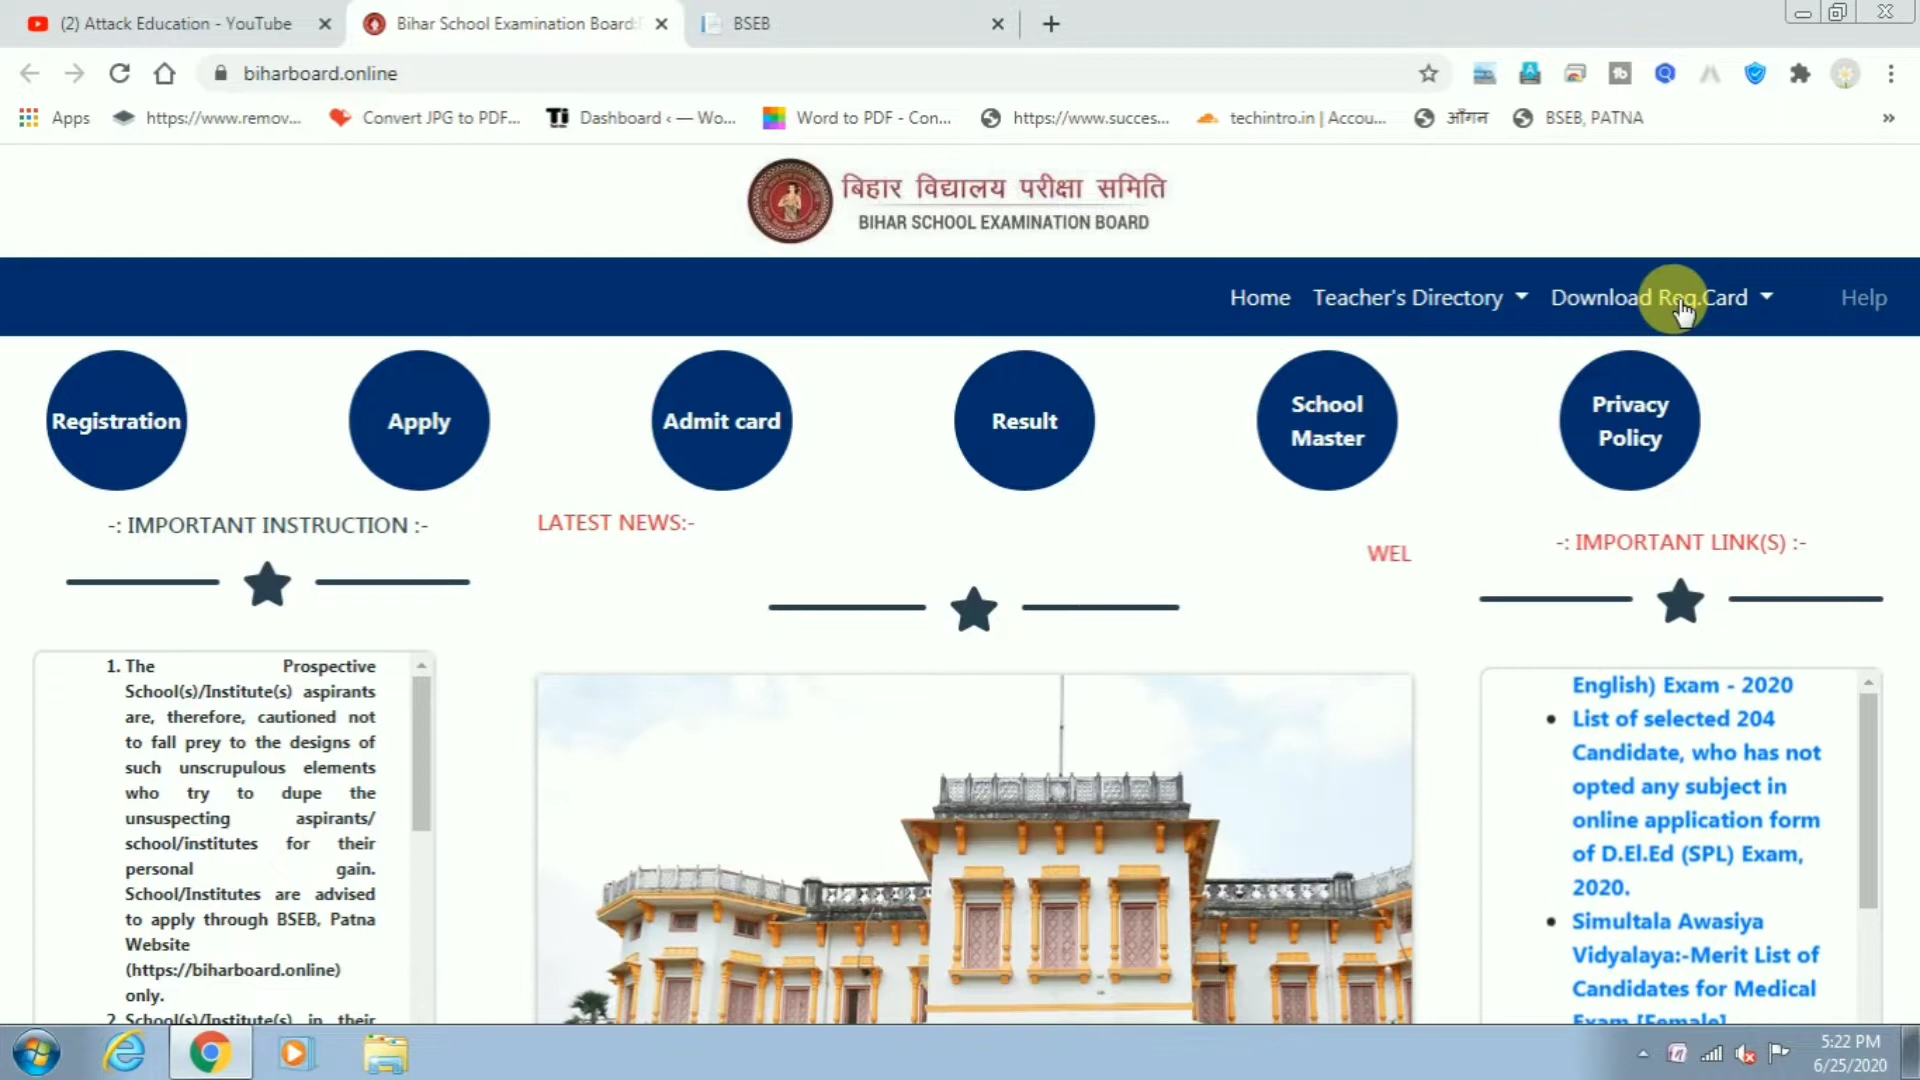 (2) Attack Education - YouTube
Bihar School Examination Board:
BSEB
biharboard.online
Apps
https://www.remov...
Convert JPG to PDF...
Dashboard ‹ — Wo...
Word to PDF - Con...
https://www.succes...
techintro.in | Accou...
आँगन
BSEB, PATNA
»
बिहार विद्यालय परीक्षा समिति
BIHAR SCHOOL EXAMINATION BOARD
Home
Teacher's Directory
Download Reg.Card
Help
Registration
Apply
Admit card
Result
School
Master
Privacy
Policy
-: IMPORTANT INSTRUCTION :-
1. The Prospective
School(s)/Institute(s) aspirants
are, therefore, cautioned not
to fall prey to the designs of
such unscrupulous elements
who try to dupe the
unsuspecting aspirants/
school/institutes for their
personal gain.
School/Institutes are advised
to apply through BSEB, Patna
Website
(https://biharboard.online)
only.
2. School(s)/Institute(s) in their
LATEST NEWS:-
WEL
-: IMPORTANT LINK(S) :-
English) Exam - 2020
List of selected 204
Candidate, who has not
opted any subject in
online application form
of D.El.Ed (SPL) Exam,
2020.
Simultala Awasiya
Vidyalaya:-Merit List of
Candidates for Medical
Exam [Female]
5:22 PM
6/25/2020